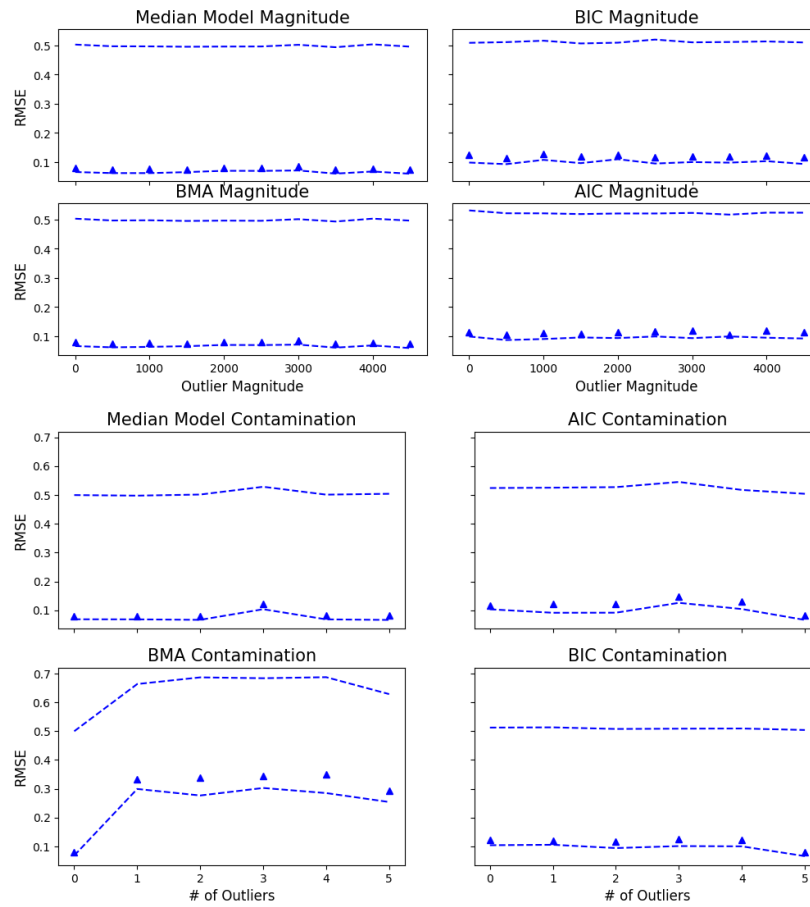 Median Model Magnitude
BIC Magnitude
0.5
0.4
0.3
0.2
0.1
RMSE
BMA Magnitude
AIC Magnitude
0.5
0.4
0.3
0.2
0.1
RMSE
0 1000 2000 3000 4000
0 1000 2000 3000 4000
Outlier Magnitude
Outlier Magnitude
Median Model Contamination
AIC Contamination
0.7
0.6
0.5
0.4
0.3
0.2
0.1
RMSE
BMA Contamination
BIC Contamination
0.7
0.6
0.5
0.4
0.3
0.2
0.1
RMSE
0 1 2 3 4 5
0 1 2 3 4 5
# of Outliers
# of Outliers